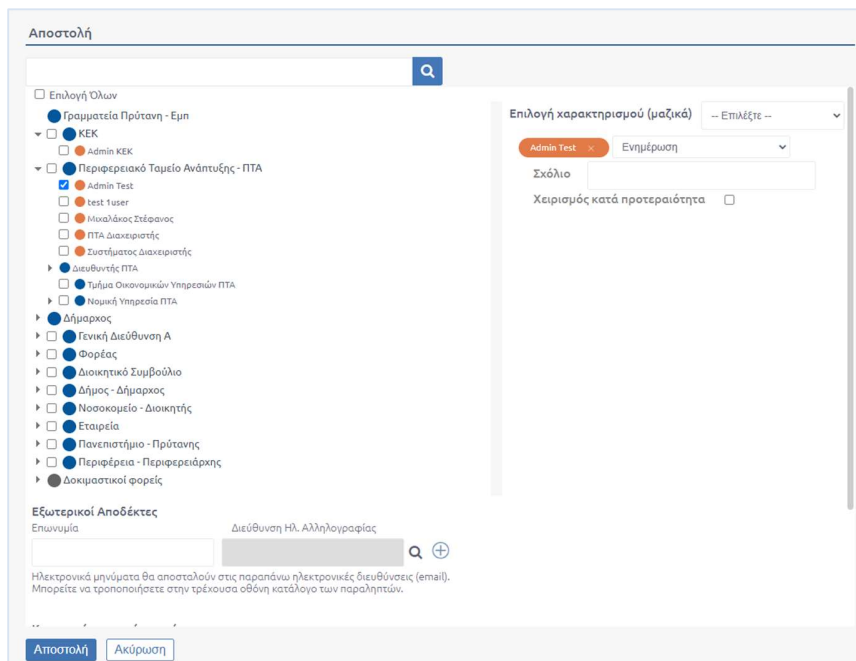 Αποστολή
Επιλογή Όλων
Γραμματεία Πρύτανη - Εμπ
ΚΕΚ
Admin ΚΕΚ
Περιφερειακό Ταμείο Ανάπτυξης - ΠΤΑ
Admin Test
test 1user
Μιχαλάκος Στέφανος
ΠΤΑ Διαχειριστής
Συστήματος Διαχειριστής
Διευθυντής ΠΤΑ
Τμήμα Οικονομικών Υπηρεσιών ΠΤΑ
Νομική Υπηρεσία ΠΤΑ
Δήμαρχος
Γενική Διεύθυνση Α
Φορέας
Διοικητικό Συμβούλιο
Δήμος - Δήμαρχος
Νοσοκομείο - Διοικητής
Εταιρεία
Πανεπιστήμιο - Πρύτανης
Περιφέρεια - Περιφερειάρχης
Δοκιμαστικοί φορείς
Επιλογή χαρακτηρισμού (μαζικά) -- Επιλέξτε --
Admin Test × Ενημέρωση
Σχόλιο
Χειρισμός κατά προτεραιότητα
Εξωτερικοί Αποδέκτες
Επωνυμία Διεύθυνση Ηλ. Αλληλογραφίας
Ηλεκτρονικά μηνύματα θα αποσταλούν στις παραπάνω ηλεκτρονικές διευθύνσεις (email).
Μπορείτε να τροποποιήσετε στην τρέχουσα οθόνη κατάλογο των παραληπτών.
Αποστολή Ακύρωση